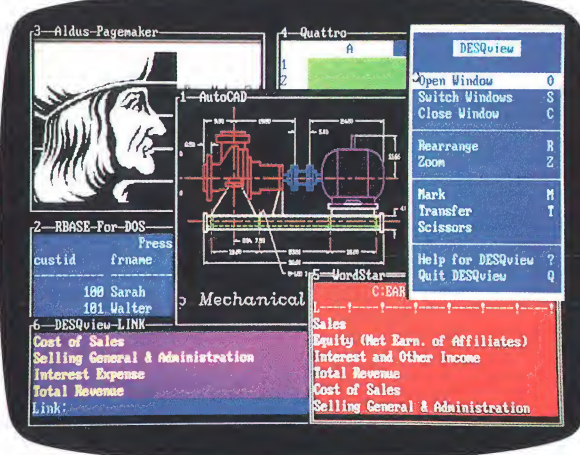 3-Aldus-Pagemaker
4-Quattro
A
1
2
DESQview
Open Window O
Switch Windows S
Close Window C
Rearrange R
Zoom Z
Mark M
Transfer T
Scissors
Help for DESQview ?
Quit DESQview Q
1-AutoCAD
Mechanical
2-RBASE-For-DOS
Press
custid frname
100 Sarah
101 Walter
5-WordStar
C:EAR
Sales
Equity (Net Earn. of Affiliates)
Interest and Other Income
Total Revenue
Cost of Sales
Selling General & Administration
6-DESQview-LINK
Cost of Sales
Selling General & Administration
Interest Expense
Total Revenue
Link: